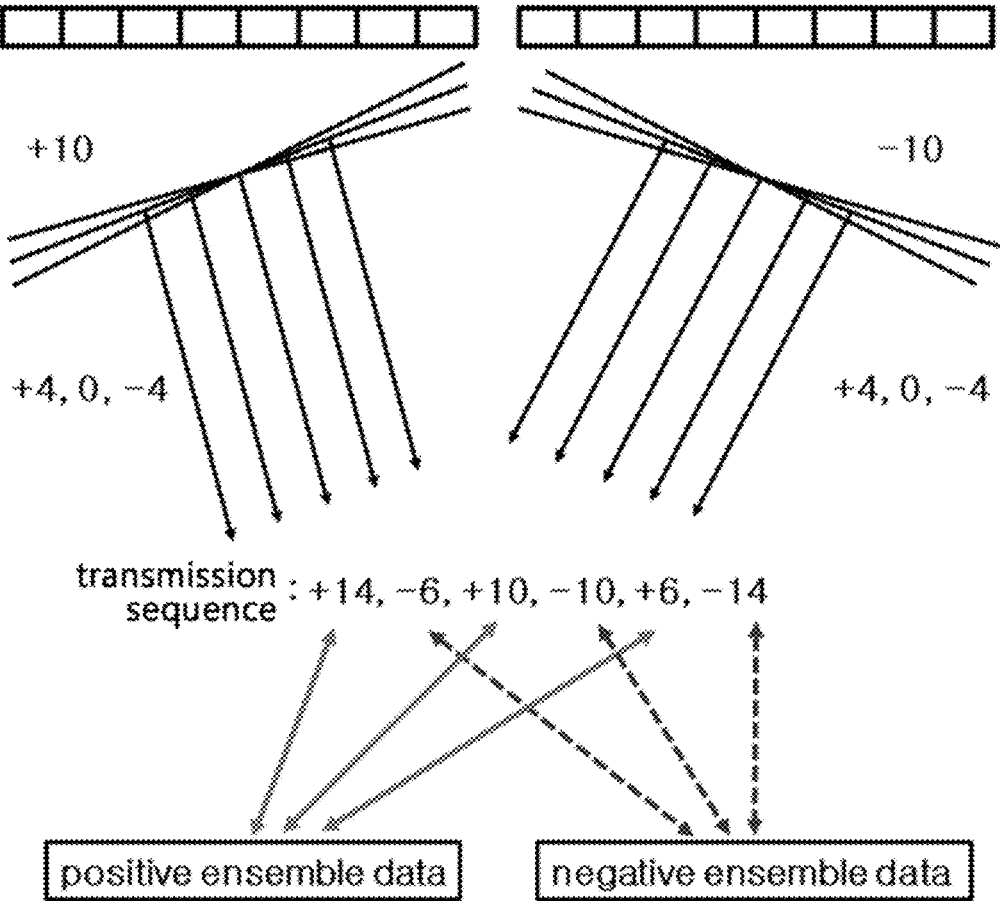 +10
−10
+4, 0, −4
+4, 0, −4
transmission
sequence : +14, −6, +10, −10, +6, −14
positive ensemble data
negative ensemble data